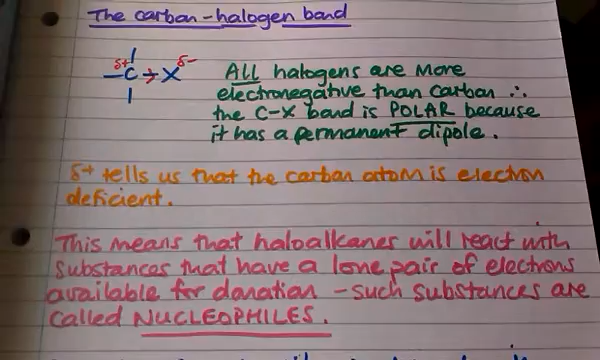 The carbon-halogen bond
δ+ C → X δ-
ALL halogens are more
electronegative than carbon ∴
the C-X bond is POLAR because
it has a permanent dipole.
δ+ tells us that the carbon atom is electron
deficient.
This means that haloalkanes will react with
substances that have a lone pair of electrons
available for donation - such substances are
called NUCLEOPHILES.